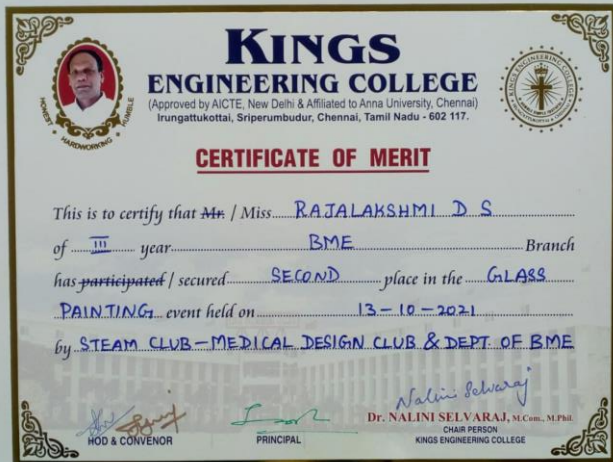 KINGS
ENGINEERING COLLEGE
(Approved by AICTE, New Delhi & Affiliated to Anna University, Chennai)
Irungattukottai, Sriperumbudur, Chennai, Tamil Nadu - 602 117.
HONEST HARDWORKING HUMBLE
KINGS ENGINEERING COLLEGE
CERTIFICATE OF MERIT
This is to certify that Mr. / Miss RAJALAKSHMI D S
of III year BME Branch
has participated / secured SECOND place in the GLASS
PAINTING event held on 13-10-2021
by STEAM CLUB-MEDICAL DESIGN CLUB & DEPT. OF BME
Nalini Selvaraj
Dr. NALINI SELVARAJ, M.Com., M.Phil.
HOD & CONVENOR PRINCIPAL CHAIR PERSON
KINGS ENGINEERING COLLEGE